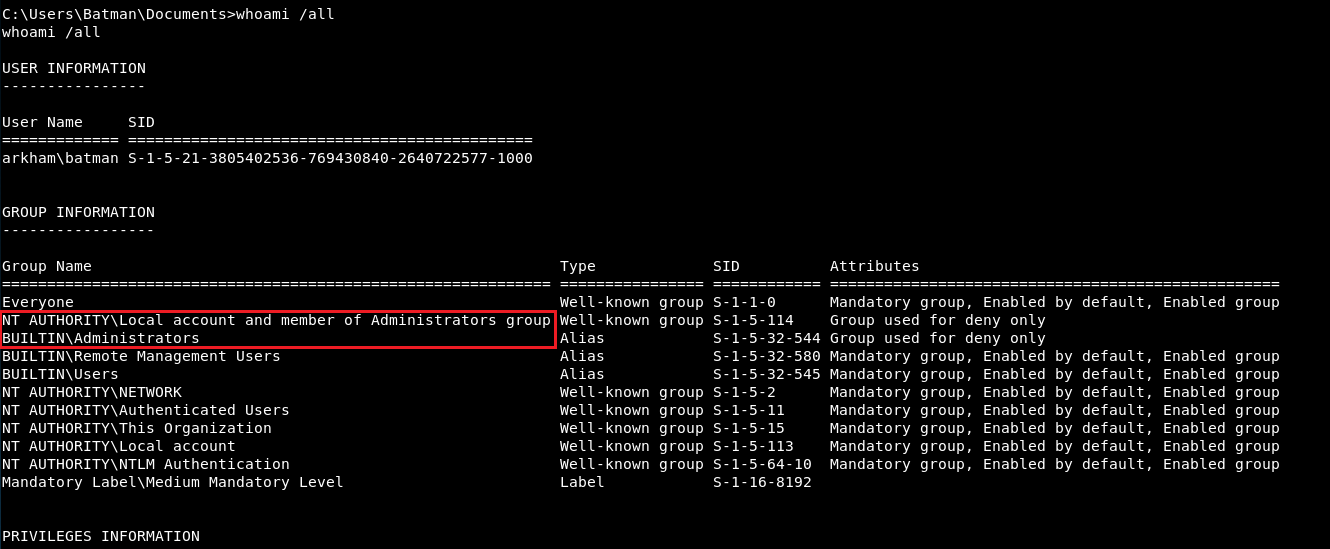 C:\Users\Batman\Documents>whoami /all
whoami /all
USER INFORMATION
----------------
User Name     SID
============= =============================================
arkham\batman S-1-5-21-3805402536-769430840-2640722577-1000
GROUP INFORMATION
-----------------
Group Name                                                    Type             SID          Attributes
============================================================= ================ ============ ==================================================
Everyone                                                      Well-known group S-1-1-0      Mandatory group, Enabled by default, Enabled group
NT AUTHORITY\Local account and member of Administrators group Well-known group S-1-5-114    Group used for deny only
BUILTIN\Administrators                                        Alias            S-1-5-32-544 Group used for deny only
BUILTIN\Remote Management Users                               Alias            S-1-5-32-580 Mandatory group, Enabled by default, Enabled group
BUILTIN\Users                                                 Alias            S-1-5-32-545 Mandatory group, Enabled by default, Enabled group
NT AUTHORITY\NETWORK                                          Well-known group S-1-5-2      Mandatory group, Enabled by default, Enabled group
NT AUTHORITY\Authenticated Users                              Well-known group S-1-5-11     Mandatory group, Enabled by default, Enabled group
NT AUTHORITY\This Organization                                Well-known group S-1-5-15     Mandatory group, Enabled by default, Enabled group
NT AUTHORITY\Local account                                    Well-known group S-1-5-113    Mandatory group, Enabled by default, Enabled group
NT AUTHORITY\NTLM Authentication                              Well-known group S-1-5-64-10  Mandatory group, Enabled by default, Enabled group
Mandatory Label\Medium Mandatory Level                        Label            S-1-16-8192
PRIVILEGES INFORMATION